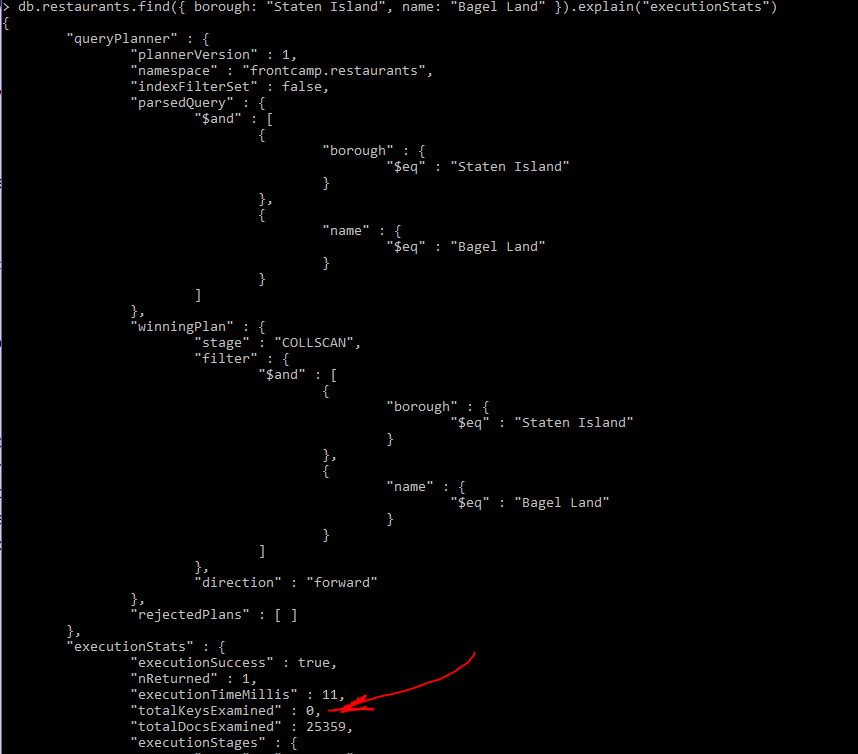 > db.restaurants.find({ borough: "Staten Island", name: "Bagel Land" }).explain("executionStats")
{
"queryPlanner" : {
"plannerVersion" : 1,
"namespace" : "frontcamp.restaurants",
"indexFilterSet" : false,
"parsedQuery" : {
"$and" : [
{
"borough" : {
"$eq" : "Staten Island"
}
},
{
"name" : {
"$eq" : "Bagel Land"
}
}
]
},
"winningPlan" : {
"stage" : "COLLSCAN",
"filter" : {
"$and" : [
{
"borough" : {
"$eq" : "Staten Island"
}
},
{
"name" : {
"$eq" : "Bagel Land"
}
}
]
},
"direction" : "forward"
},
"rejectedPlans" : [ ]
},
"executionStats" : {
"executionSuccess" : true,
"nReturned" : 1,
"executionTimeMillis" : 11,
"totalKeysExamined" : 0,
"totalDocsExamined" : 25359,
"executionStages" : {